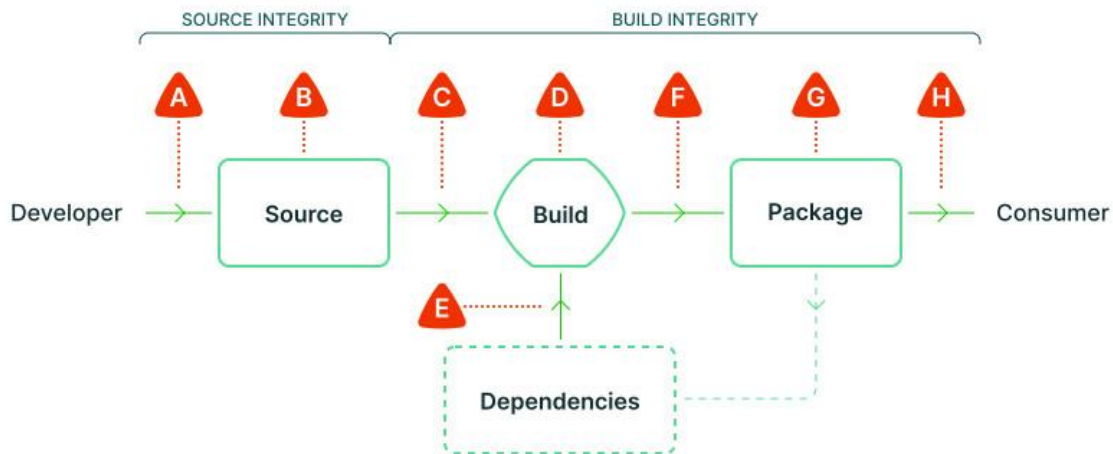 SOURCE INTEGRITY
BUILD INTEGRITY
A
B
C
D
F
G
H
Developer
Source
Build
Package
Consumer
E
Dependencies